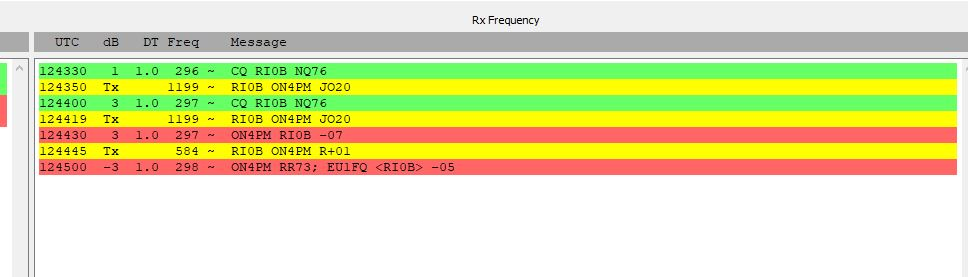 Rx Frequency
UTC dB DT Freq Message
124330 1 1.0 296 ~ CQ RI0B NQ76
124350 Tx 1199 ~ RI0B ON4PM JO20
124400 3 1.0 297 ~ CQ RI0B NQ76
124419 Tx 1199 ~ RI0B ON4PM JO20
124430 3 1.0 297 ~ ON4PM RI0B -07
124445 Tx 584 ~ RI0B ON4PM R+01
124500 -3 1.0 298 ~ ON4PM RR73; EU1FQ <RI0B> -05